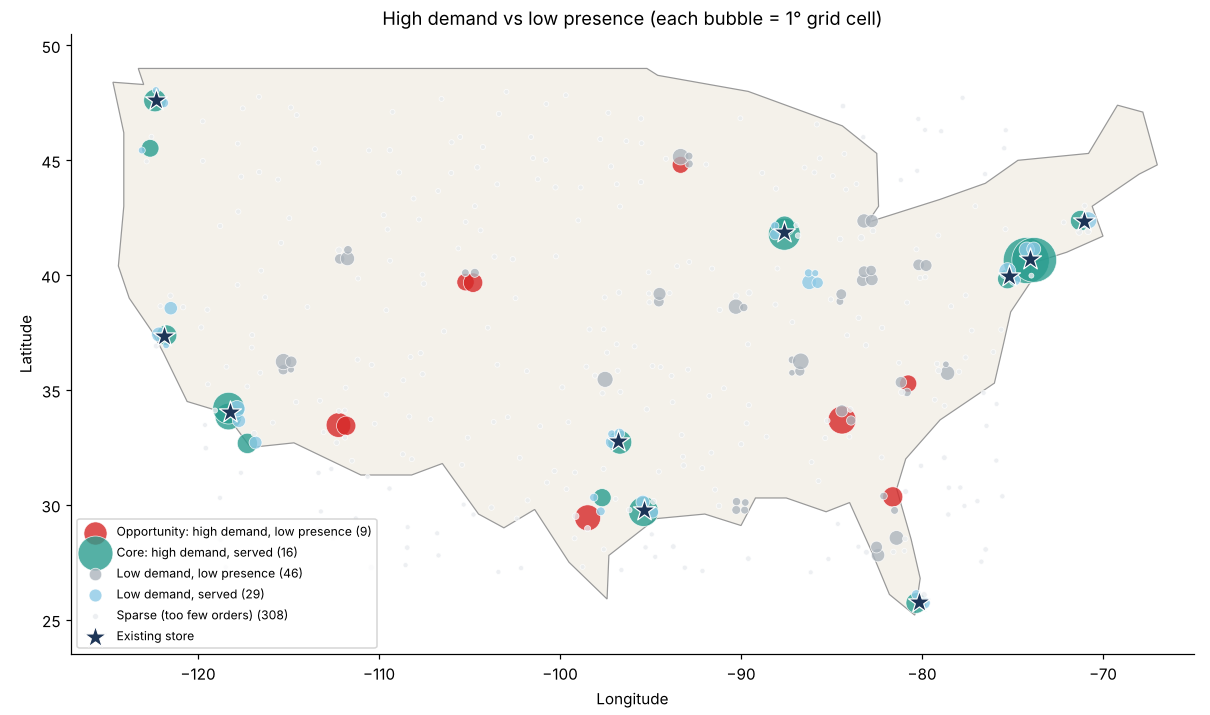 High demand vs low presence (each bubble = 1° grid cell)
50
45
40
35
30
25
Latitude
Opportunity: high demand, low presence (9)
Core: high demand, served (16)
Low demand, low presence (46)
Low demand, served (29)
Sparse (too few orders) (308)
Existing store
−120
−110
−100
−90
−80
−70
Longitude